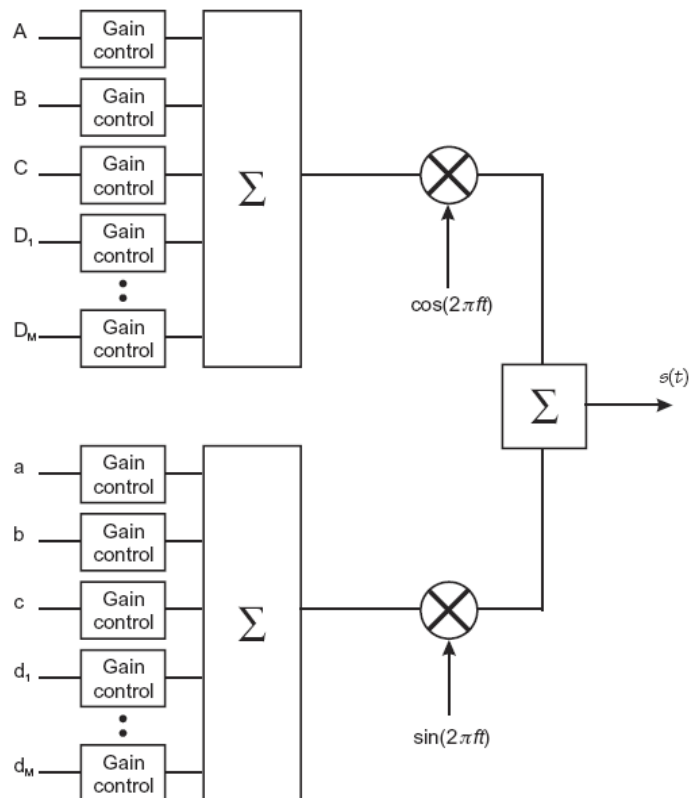 A
Gain
control
B
Gain
control
C
Gain
control
D₁
Gain
control
Dₘ
Gain
control
Σ
cos(2πft)
Σ
s(t)
a
Gain
control
b
Gain
control
c
Gain
control
d₁
Gain
control
dₘ
Gain
control
Σ
sin(2πft)